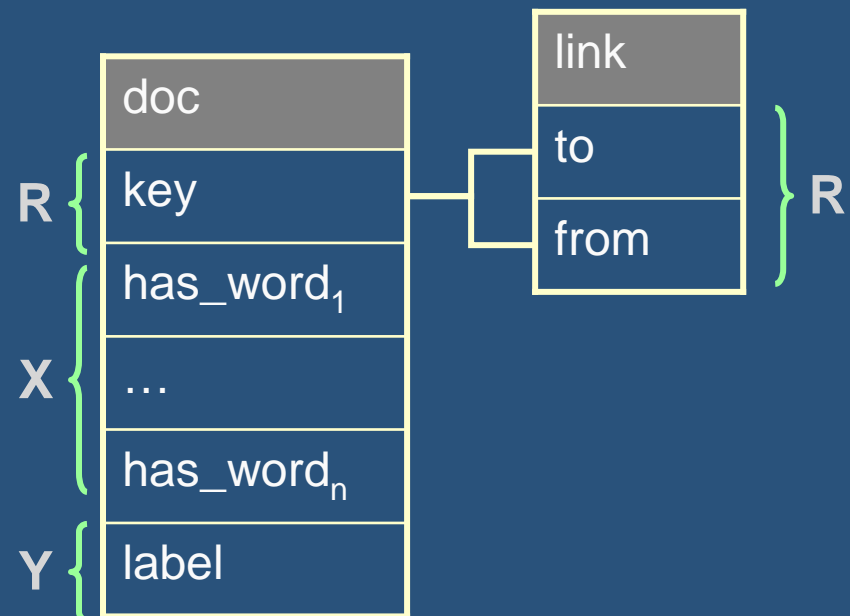 doc
R
key
has_word₁
X
…
has_wordₙ
Y
label
link
to
from
R